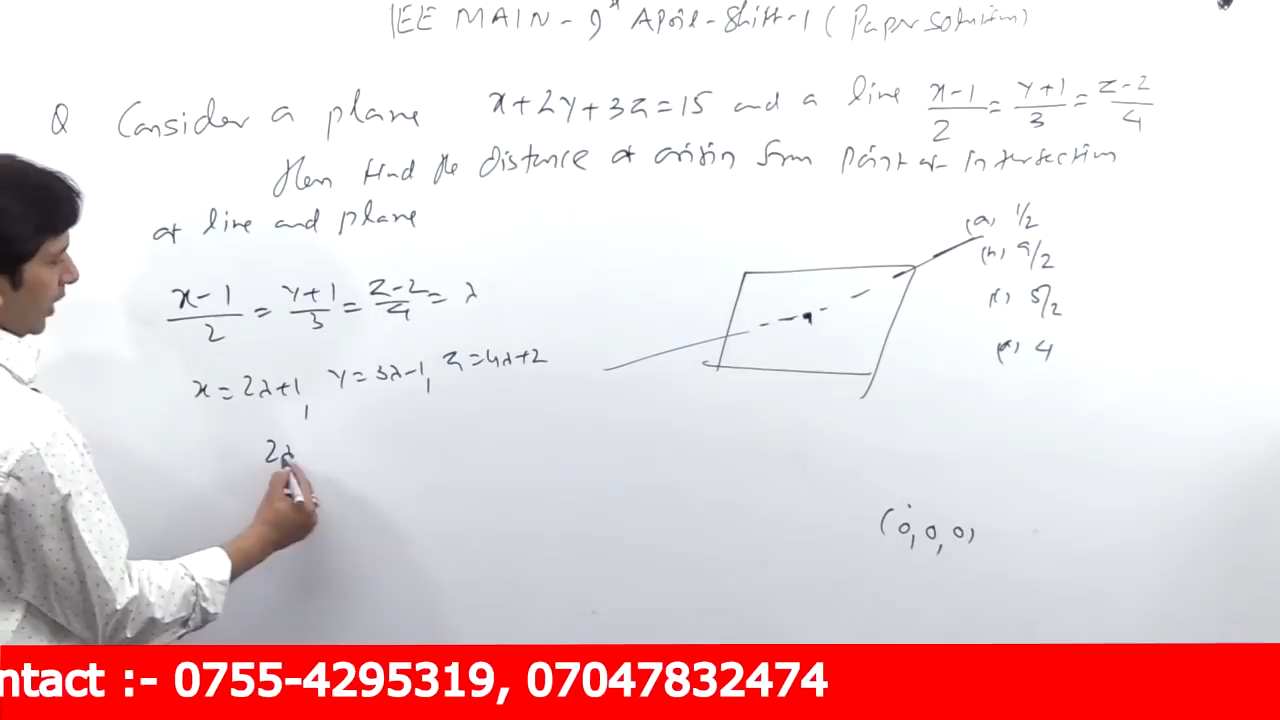 JEE MAIN - 9th April-Shift-1 (Paper solution)
Q Consider a plane x+2y+3z=15 and a line x-1/2 = y+1/3 = z-2/4
then find the distance of origin from point of intersection
of line and plane
(a) 1/2
(b) 9/2
(c) 5/2
(d) 4
x-1/2 = y+1/3 = z-2/4 = λ
x = 2λ+1, y = 3λ-1, z = 4λ+2
2λ
(0,0,0)
ntact :- 0755-4295319, 07047832474